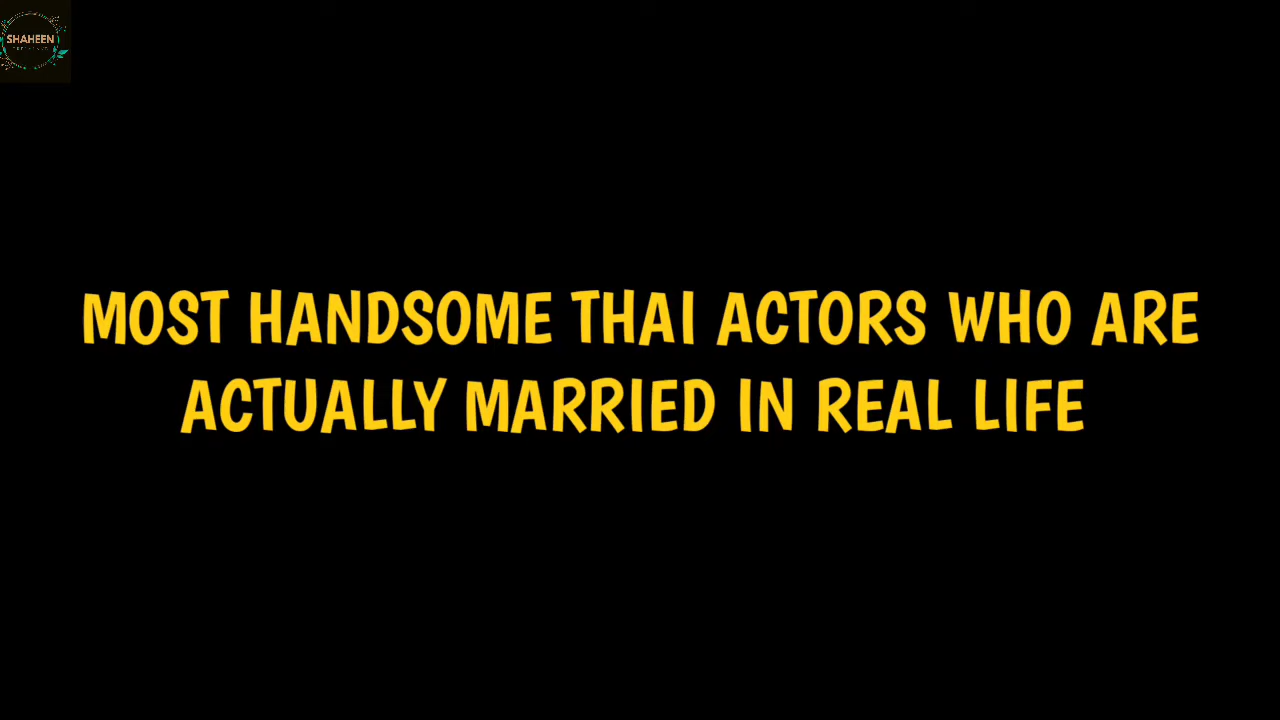 SHAHEEN
MOST HANDSOME THAI ACTORS WHO ARE
ACTUALLY MARRIED IN REAL LIFE